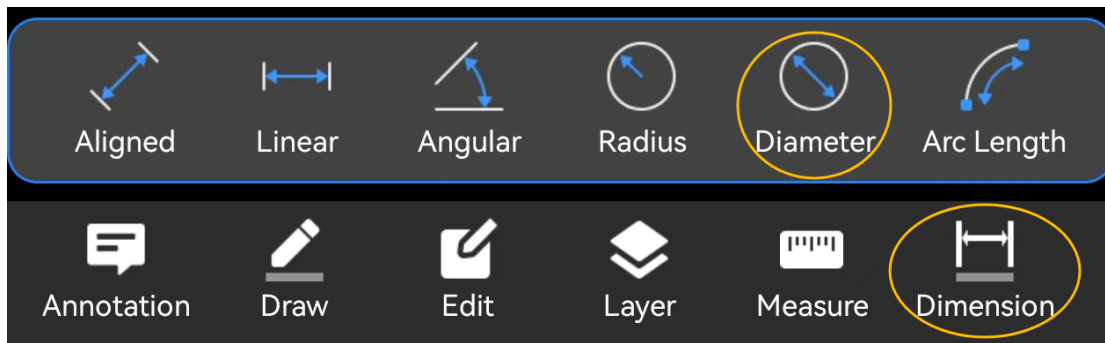 Aligned Linear Angular Radius Diameter Arc Length
Annotation Draw Edit Layer Measure Dimension